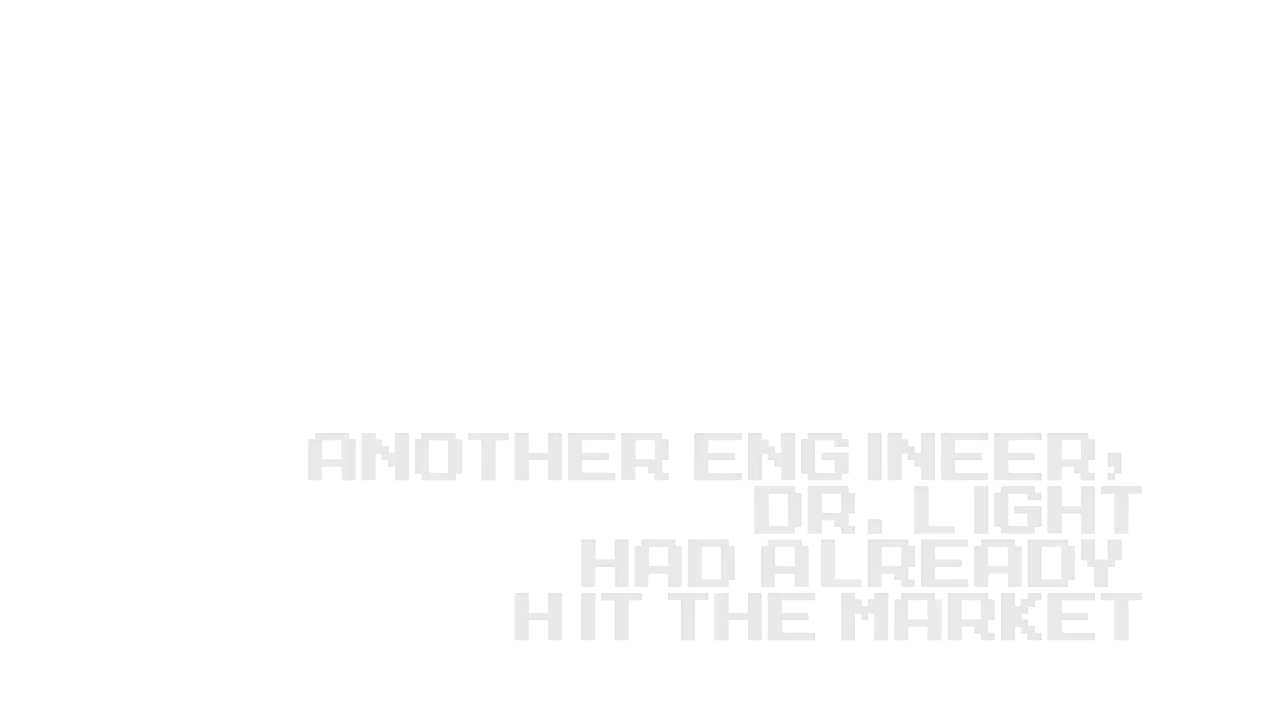 ANOTHER ENGINEER,
DR. LIGHT
HAD ALREADY
HIT THE MARKET